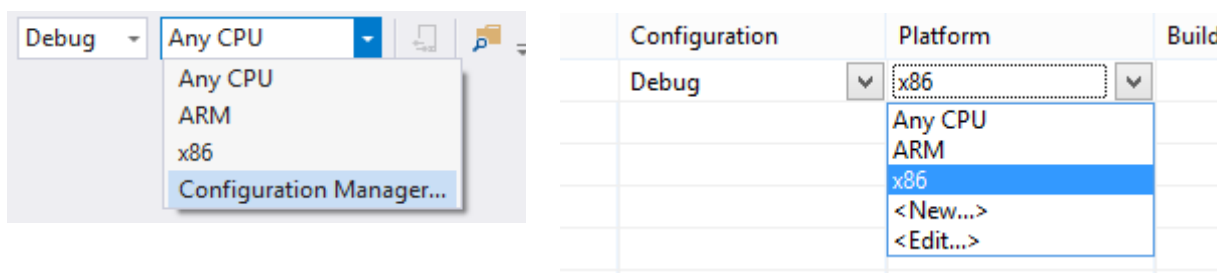 Debug Any CPU
Any CPU
ARM
x86
Configuration Manager...
Configuration Platform Build
Debug x86
Any CPU
ARM
x86
<New...>
<Edit...>